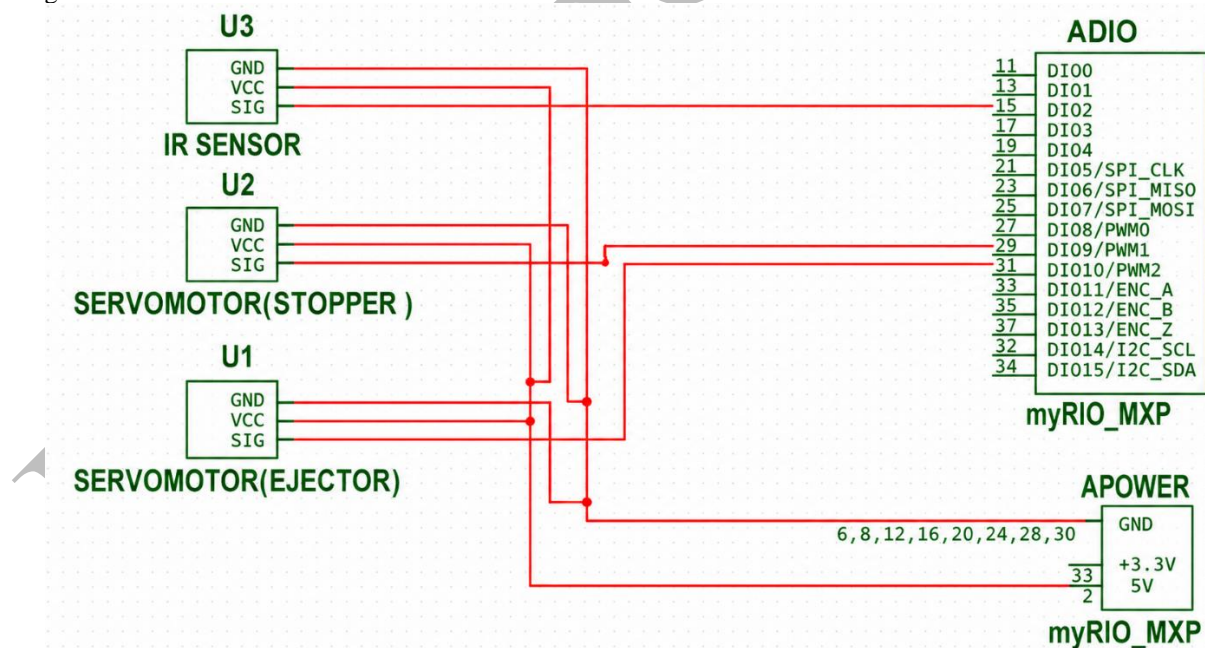 U3
GND
VCC
SIG
IR SENSOR
U2
GND
VCC
SIG
SERVOMOTOR(STOPPER )
U1
GND
VCC
SIG
SERVOMOTOR(EJECTOR)
ADIO
11 DIO0
13 DIO1
15 DIO2
17 DIO3
19 DIO4
21 DIO5/SPI_CLK
23 DIO6/SPI_MISO
25 DIO7/SPI_MOSI
27 DIO8/PWM0
29 DIO9/PWM1
31 DIO10/PWM2
33 DIO11/ENC_A
35 DIO12/ENC_B
37 DIO13/ENC_Z
32 DIO14/I2C_SCL
34 DIO15/I2C_SDA
myRIO_MXP
APOWER
GND
6,8,12,16,20,24,28,30
+3.3V
33
5V
2
myRIO_MXP